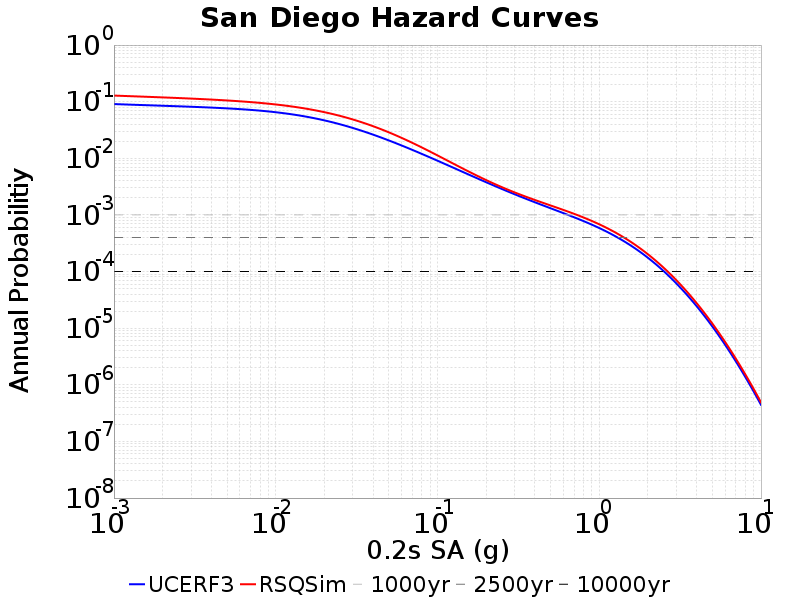 San Diego Hazard Curves
10^0
10^-1
10^-2
10^-3
10^-4
10^-5
10^-6
10^-7
10^-8
Annual Probabilitiy
10^-3 10^-2 10^-1 10^0 10^1
0.2s SA (g)
UCERF3 RSQSim 1000yr 2500yr 10000yr